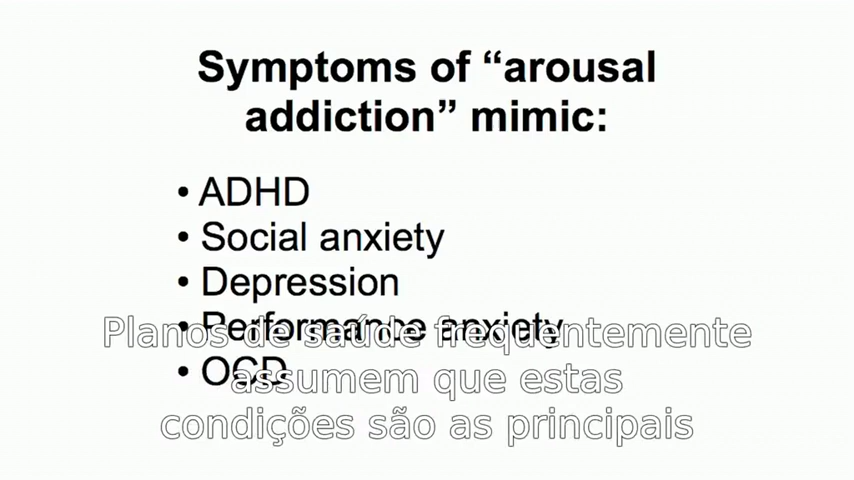 Symptoms of “arousal
addiction” mimic:
• ADHD
• Social anxiety
• Depression
• Performance anxiety
• OCD
Planos de saúde frequentemente
assumem que estas
condições são as principais